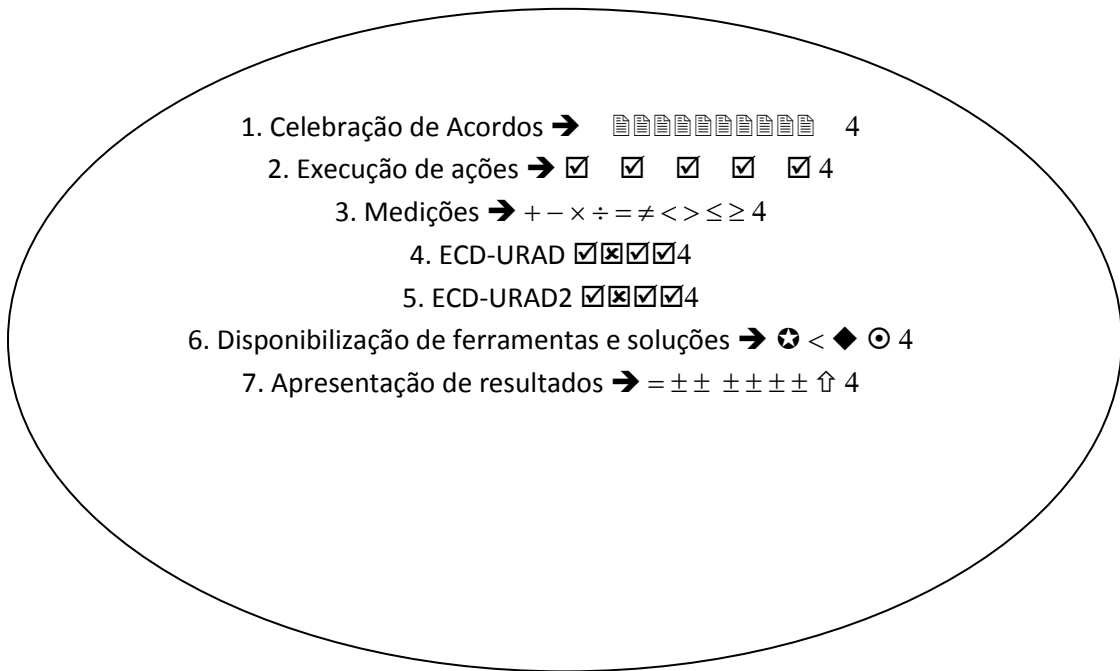 1. Celebração de Acordos ➔ 🗎🗎🗎🗎🗎🗎🗎🗎🗎🗎 4
2. Execução de ações ➔ ☑ ☑ ☑ ☑ ☑ 4
3. Medições ➔ + − × ÷ = ≠ < > ≤ ≥ 4
4. ECD-URAD ☑☒☑☑4
5. ECD-URAD2 ☑☒☑☑4
6. Disponibilização de ferramentas e soluções ➔ ✪ < ◆ ☉ 4
7. Apresentação de resultados ➔ = ± ± ± ± ± ± ⇧ 4